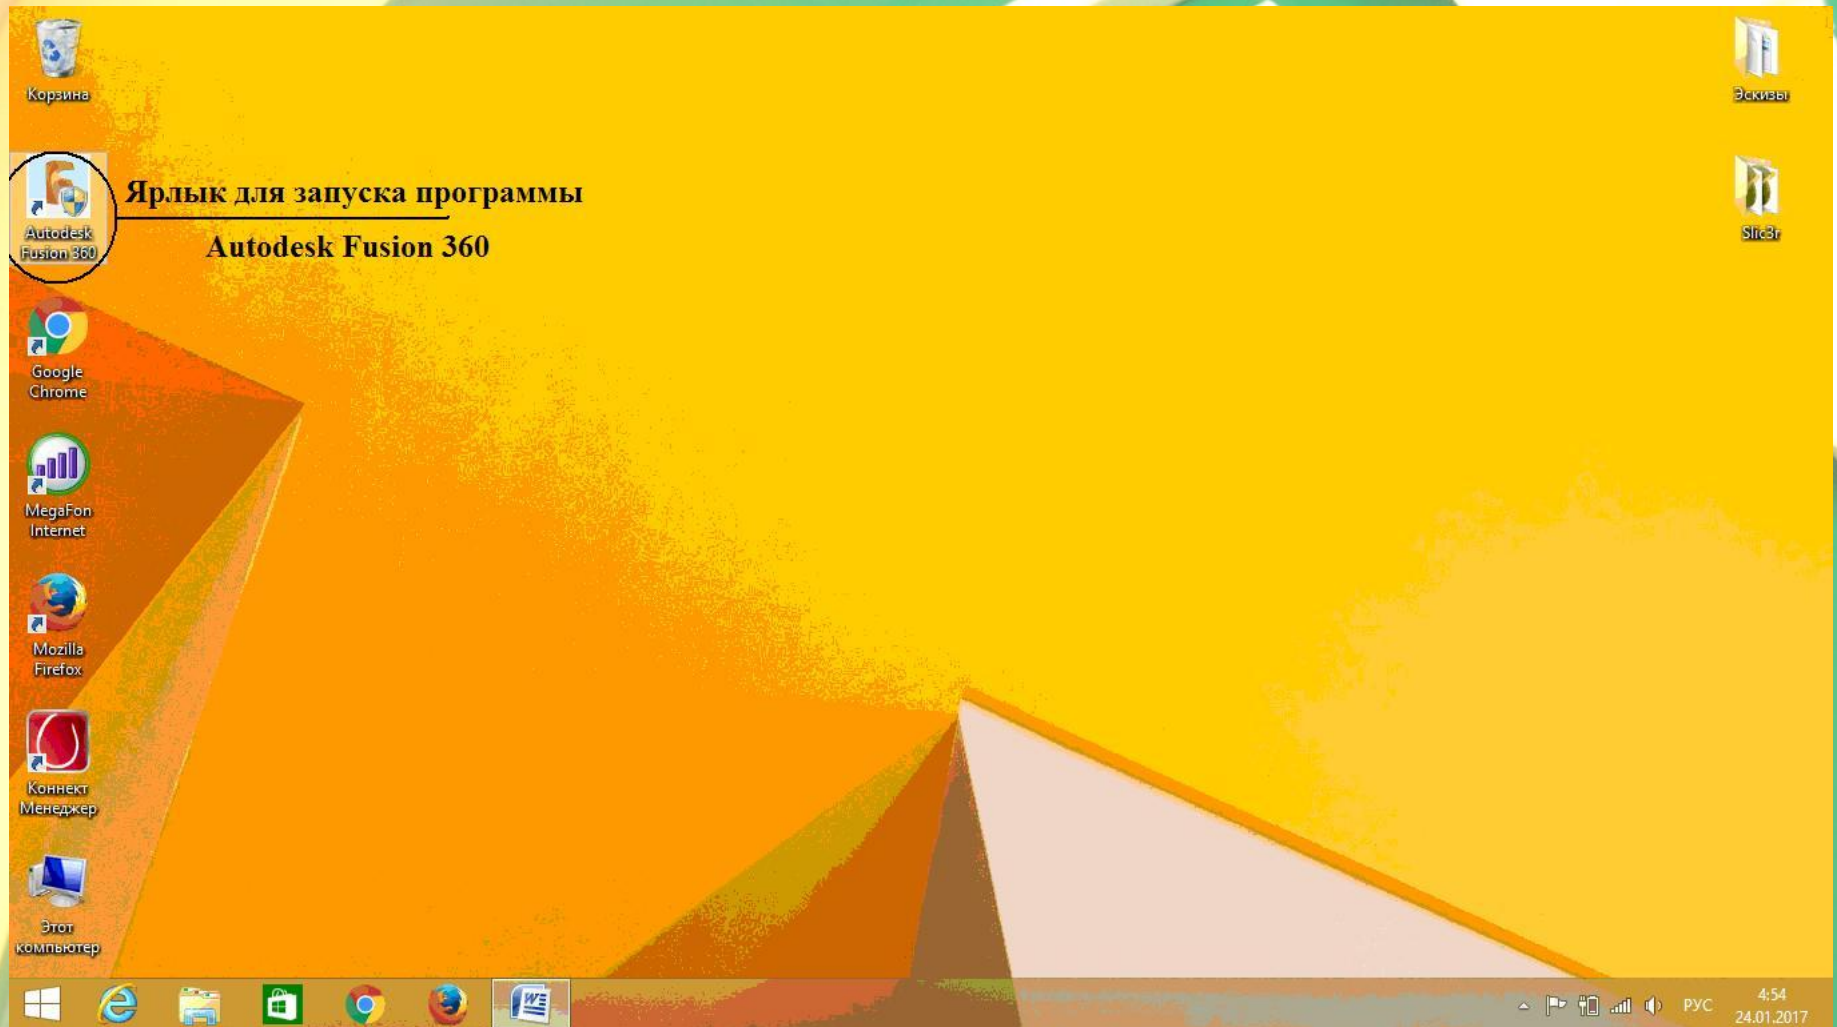 Корзина
Эскизы
Ярлык для запуска программы
Autodesk Fusion 360
Autodesk
Fusion 360
Slic3r
Google
Chrome
MegaFon
Internet
Mozilla
Firefox
Коннект
Менеджер
Этот
компьютер
РУС
4:54
24.01.2017